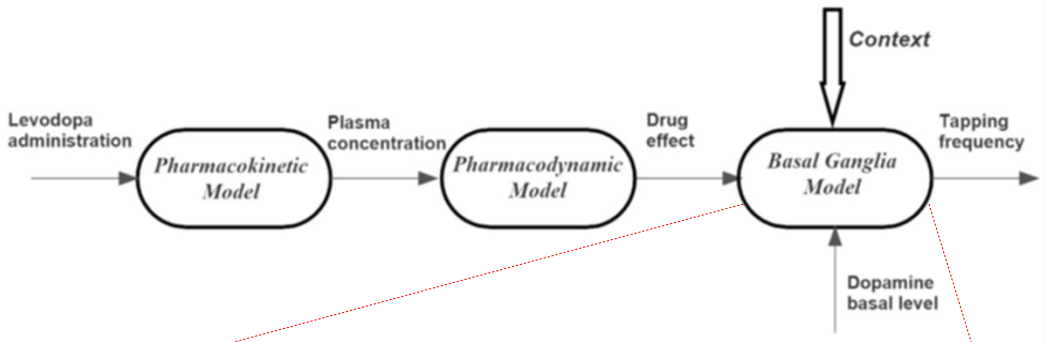 Context
Levodopa
administration
Pharmacokinetic
Model
Plasma
concentration
Pharmacodynamic
Model
Drug
effect
Basal Ganglia
Model
Tapping
frequency
Dopamine
basal level